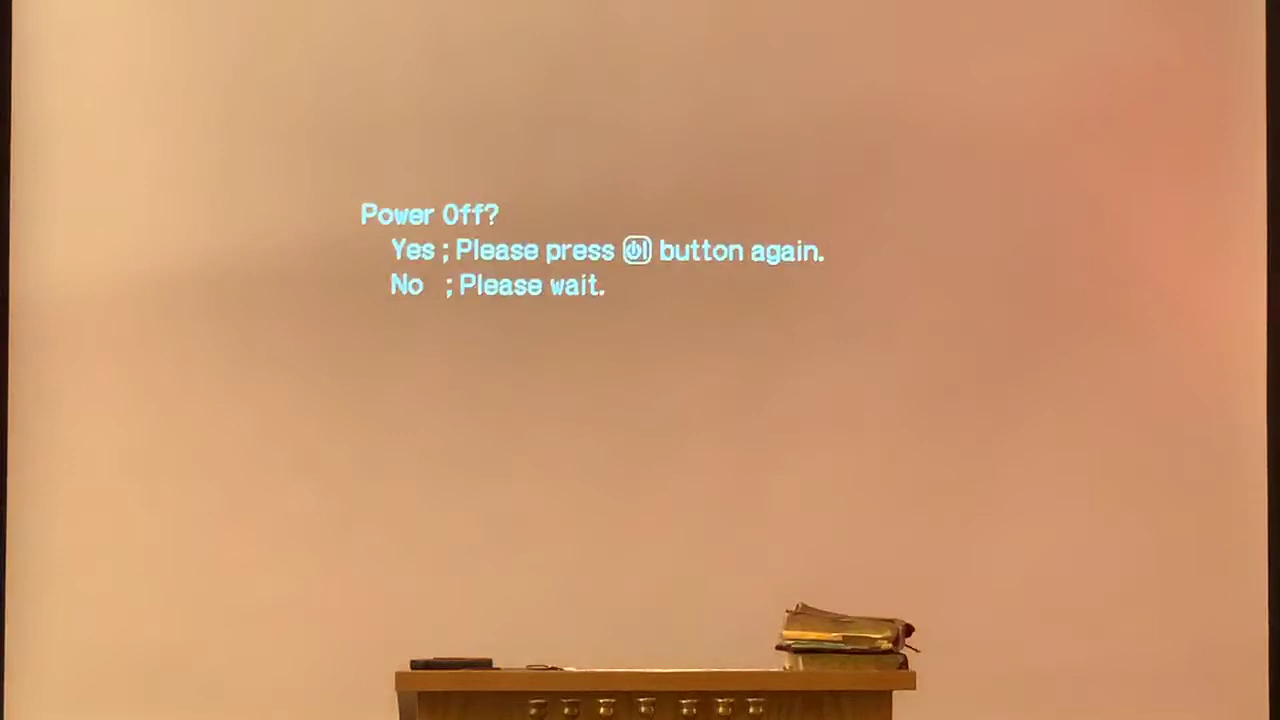 Power Off?
Yes ; Please press ⏻| button again.
No ; Please wait.